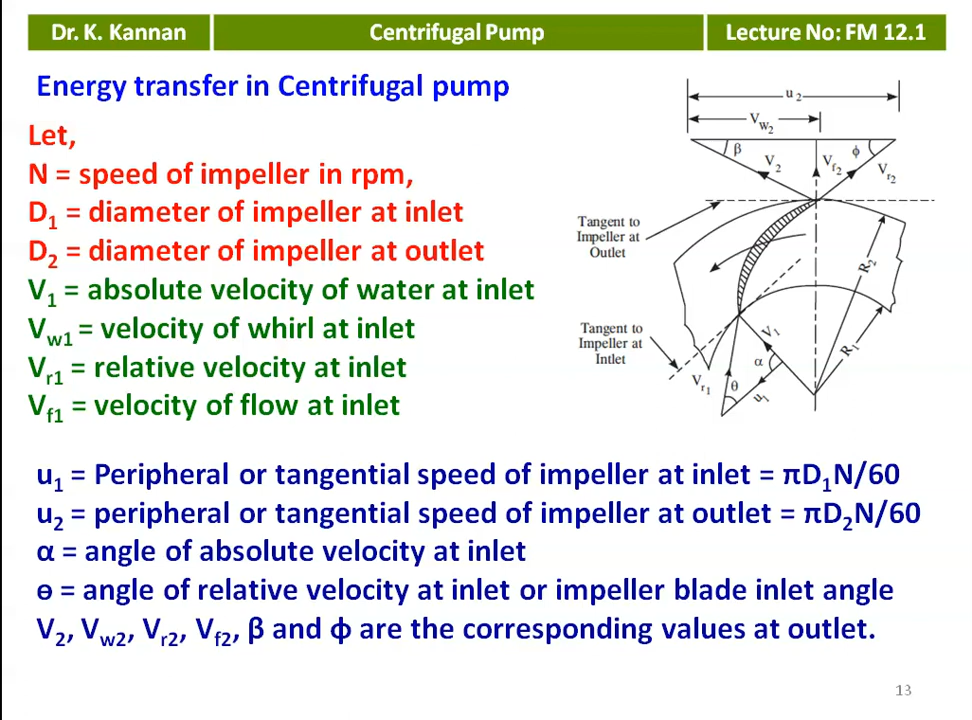 Dr. K. Kannan
Centrifugal Pump
Lecture No: FM 12.1
Energy transfer in Centrifugal pump
Let,
N = speed of impeller in rpm,
D₁ = diameter of impeller at inlet
D₂ = diameter of impeller at outlet
V₁ = absolute velocity of water at inlet
Vw1 = velocity of whirl at inlet
Vr1 = relative velocity at inlet
Vf1 = velocity of flow at inlet
u₂
Vw2
β
V₂
Vf2
ϕ
Vr2
Tangent to
Impeller at
Outlet
R₂
Tangent to
Impeller at
Intlet
V₁
R₁
α
Vr1
θ
u₁
u₁ = Peripheral or tangential speed of impeller at inlet = πD₁N/60
u₂ = peripheral or tangential speed of impeller at outlet = πD₂N/60
α = angle of absolute velocity at inlet
ɵ = angle of relative velocity at inlet or impeller blade inlet angle
V₂, Vw2, Vr2, Vf2, β and ϕ are the corresponding values at outlet.
13